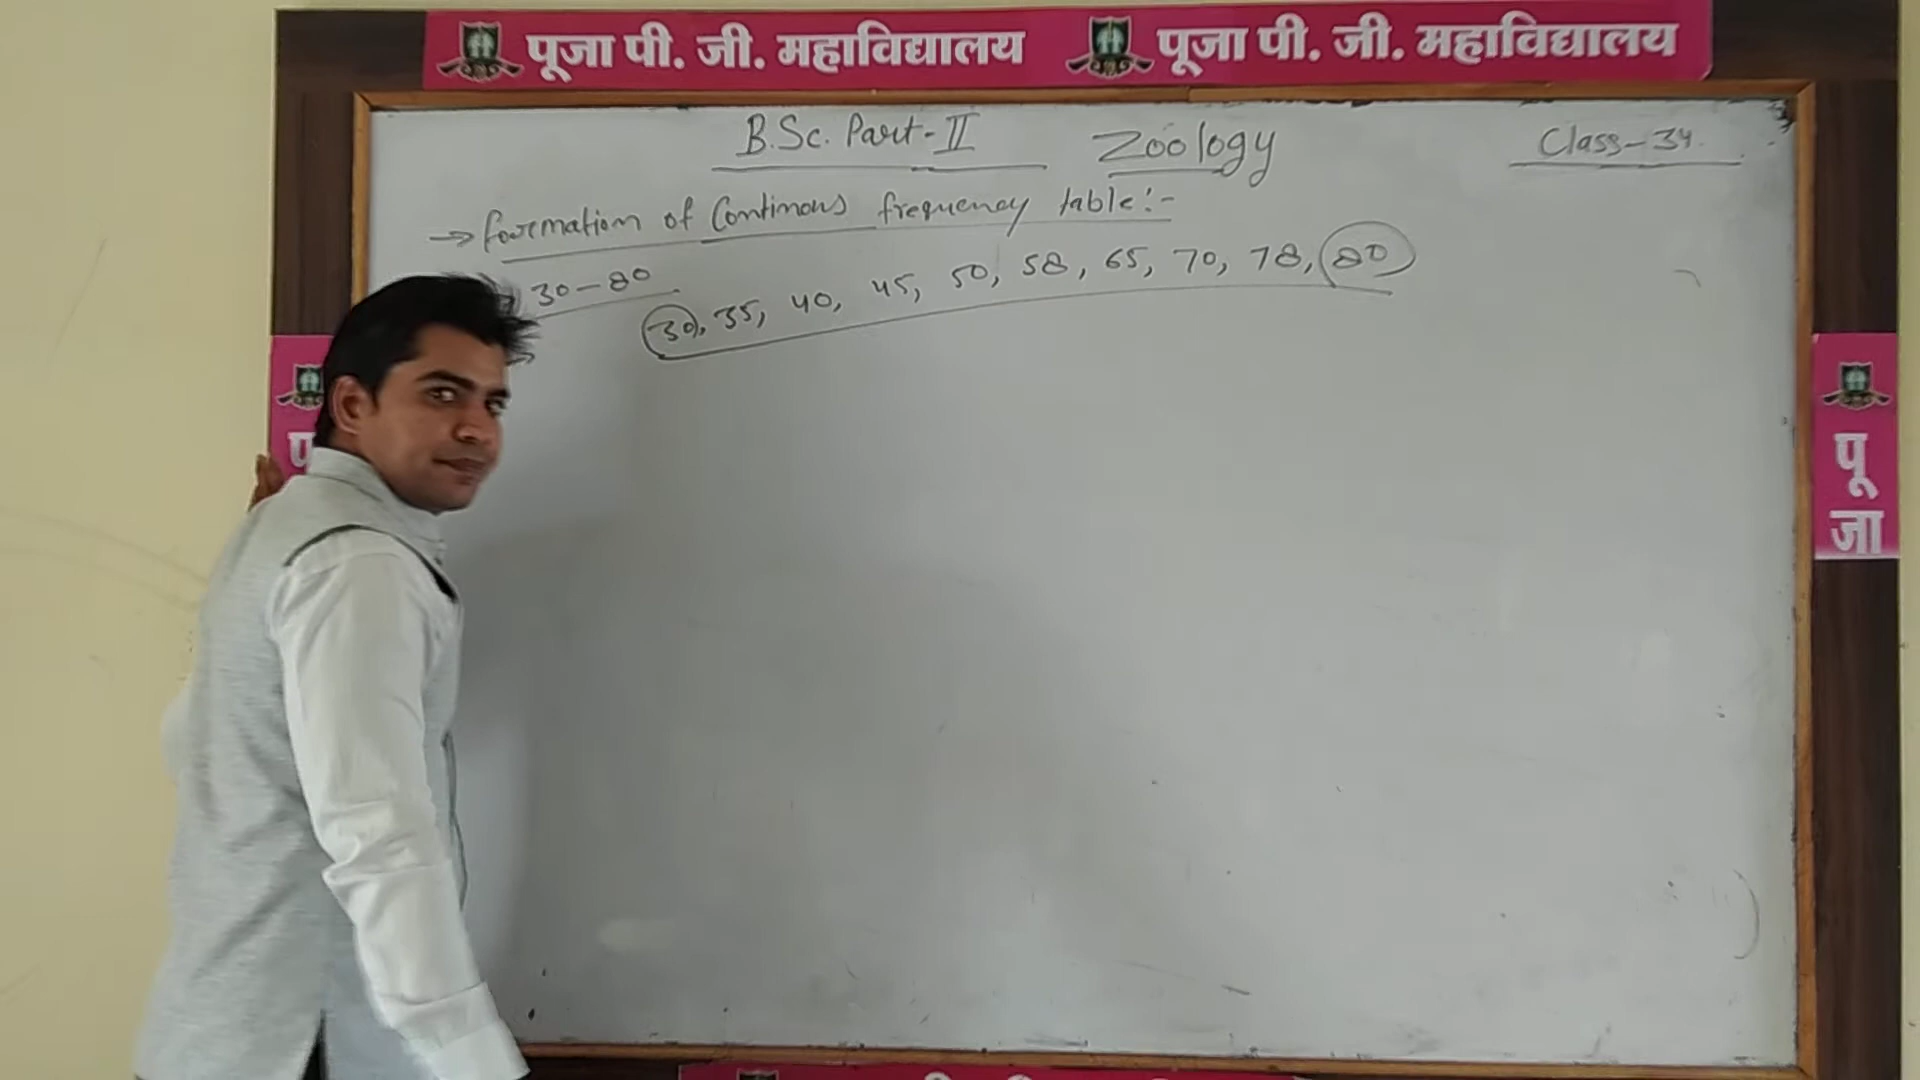 पूजा पी. जी. महाविद्यालय पूजा पी. जी. महाविद्यालय
B.Sc. Part-II Zoology Class-34
→ formation of Continous frequency table:-
30-80
30, 35, 40, 45, 50, 58, 65, 70, 78, 80
पूजा